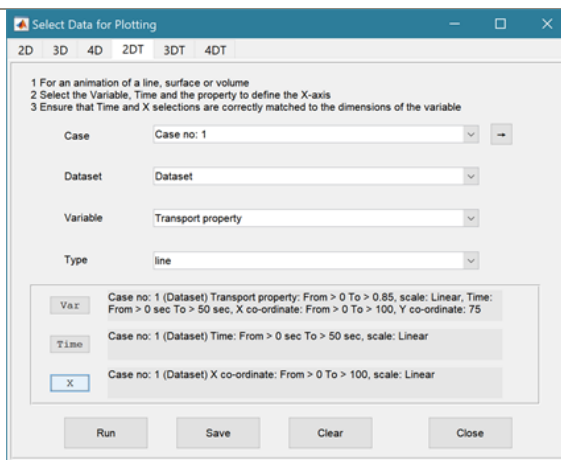 Select Data for Plotting
2D 3D 4D 2DT 3DT 4DT
1 For an animation of a line, surface or volume
2 Select the Variable, Time and the property to define the X-axis
3 Ensure that Time and X selections are correctly matched to the dimensions of the variable
Case Case no: 1 →
Dataset Dataset
Variable Transport property
Type line
Var Case no: 1 (Dataset) Transport property: From > 0 To > 0.85, scale: Linear, Time:
From > 0 sec To > 50 sec, X co-ordinate: From > 0 To > 100, Y co-ordinate: 75
Time Case no: 1 (Dataset) Time: From > 0 sec To > 50 sec, scale: Linear
X Case no: 1 (Dataset) X co-ordinate: From > 0 To > 100, scale: Linear
Run Save Clear Close